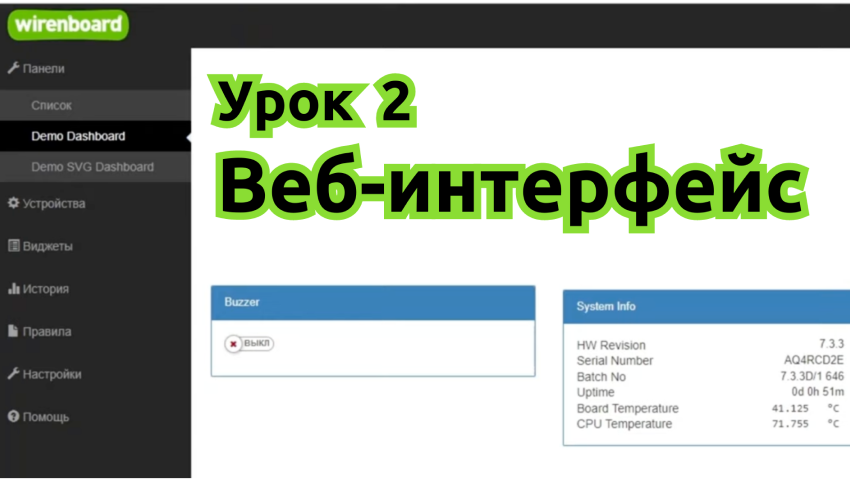 wirenboard
Панели
Список
Demo Dashboard
Demo SVG Dashboard
Устройства
Виджеты
История
Правила
Настройки
Помощь
Урок 2
Веб-интерфейс
Buzzer
ВЫКЛ
System Info
HW Revision 7.3.3
Serial Number AQ4RCD2E
Batch No 7.3.3D/1 646
Uptime 0d 0h 51m
Board Temperature 41.125 °C
CPU Temperature 71.755 °C